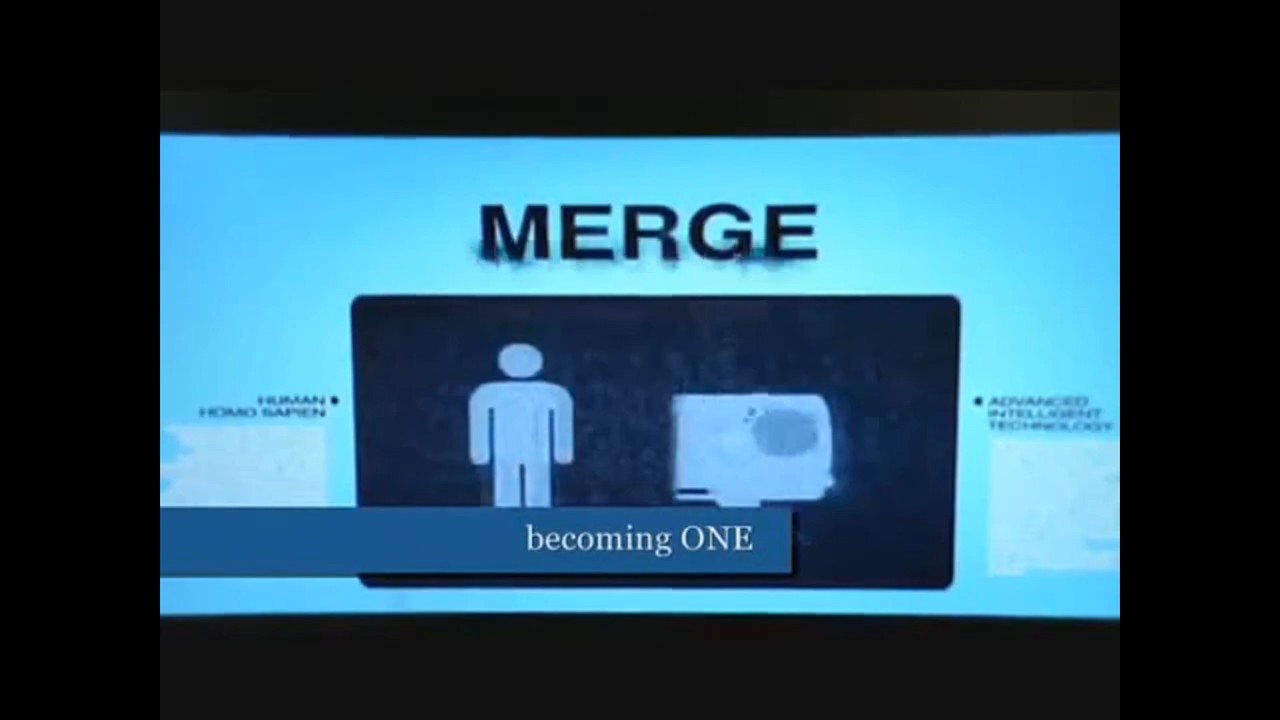 MERGE
HUMAN
HOMO SAPIEN
ADVANCED
INTELLIGENT
TECHNOLOGY
becoming ONE